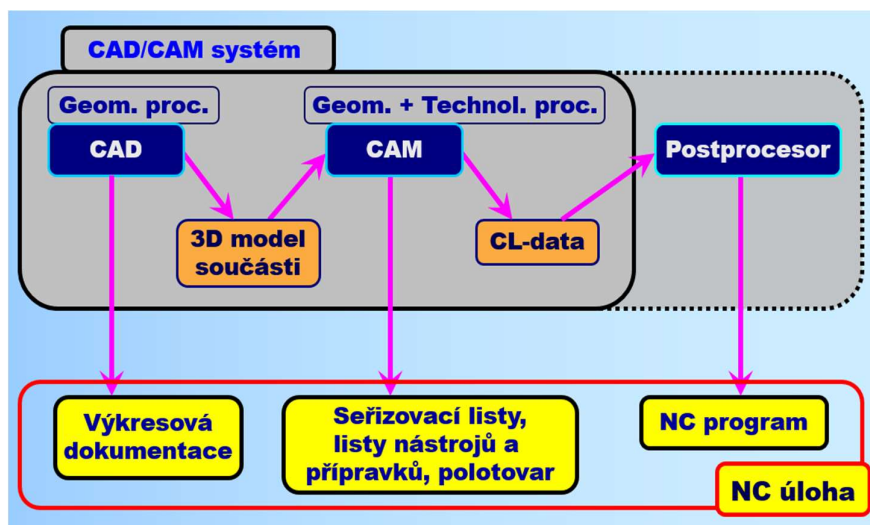 CAD/CAM systém
Geom. proc.
Geom. + Technol. proc.
CAD
CAM
Postprocesor
3D model
součásti
CL-data
Výkresová
dokumentace
Seřizovací listy,
listy nástrojů a
přípravků, polotovar
NC program
NC úloha